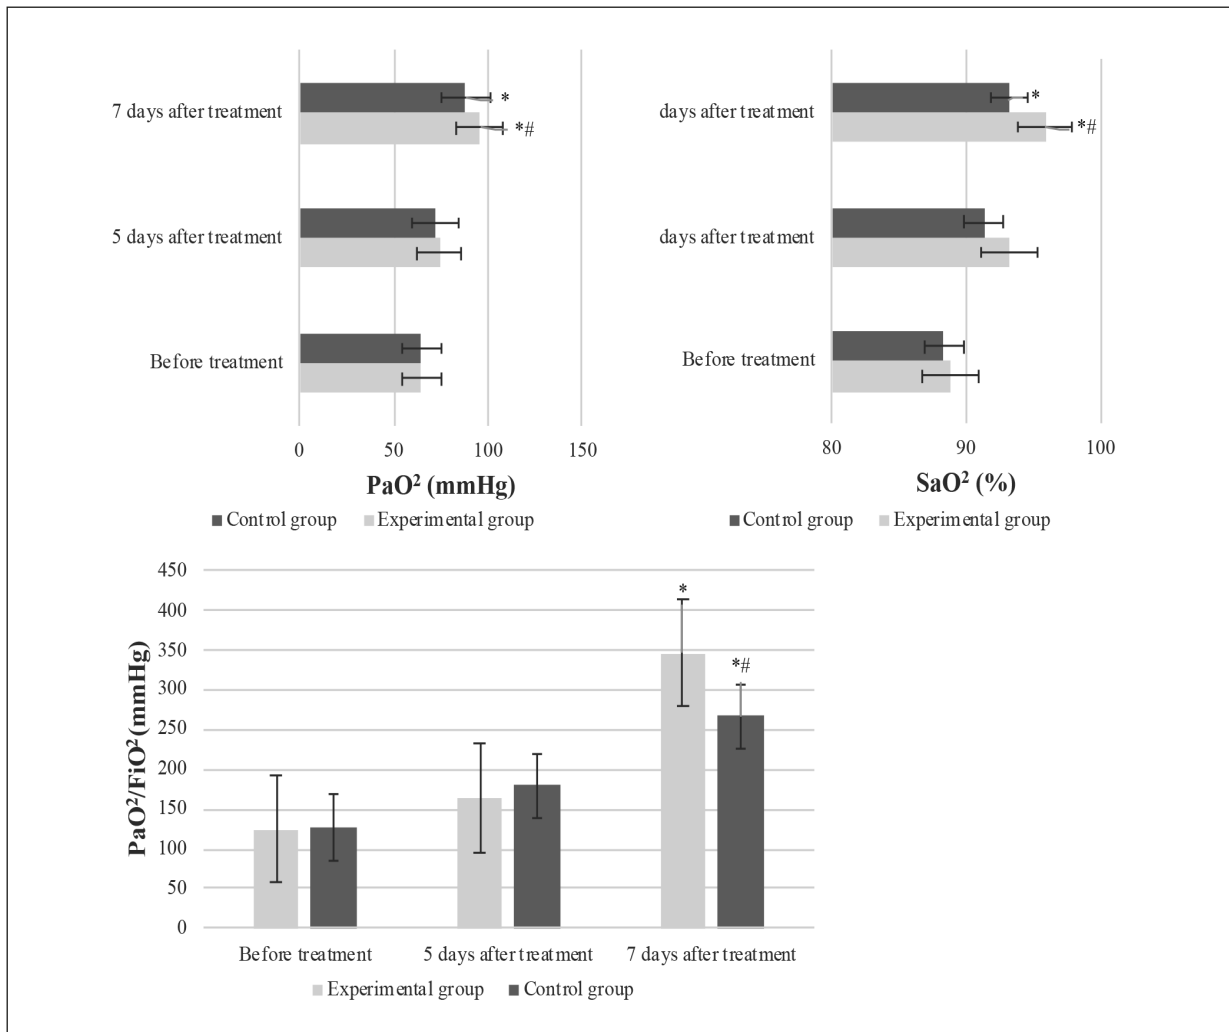 7 days after treatment
*
*#
5 days after treatment
Before treatment
0 50 100 150
PaO² (mmHg)
Control group Experimental group
days after treatment
*
*#
days after treatment
Before treatment
80 90 100
SaO² (%)
Control group Experimental group
PaO²/FiO² (mmHg)
450
400
350
300
250
200
150
100
50
0
*
*#
Before treatment 5 days after treatment 7 days after treatment
Experimental group Control group